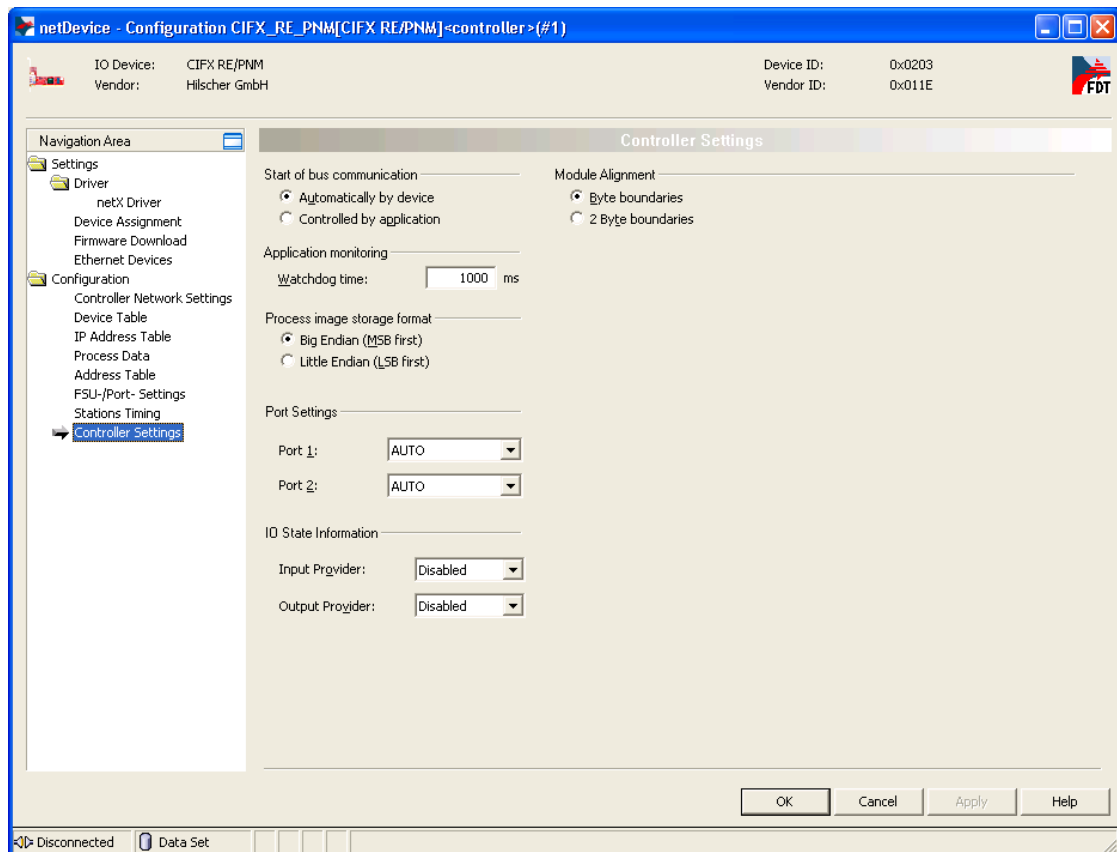 netDevice - Configuration CIFX_RE_PNM[CIFX RE/PNM]<controller>(#1)
IO Device: CIFX RE/PNM
Vendor: Hilscher GmbH
Device ID: 0x0203
Vendor ID: 0x011E
FDT
Navigation Area
Settings
Driver
netX Driver
Device Assignment
Firmware Download
Ethernet Devices
Configuration
Controller Network Settings
Device Table
IP Address Table
Process Data
Address Table
FSU-/Port- Settings
Stations Timing
Controller Settings
Controller Settings
Start of bus communication
Automatically by device
Controlled by application
Module Alignment
Byte boundaries
2 Byte boundaries
Application monitoring
Watchdog time: 1000 ms
Process image storage format
Big Endian (MSB first)
Little Endian (LSB first)
Port Settings
Port 1: AUTO
Port 2: AUTO
IO State Information
Input Provider: Disabled
Output Provider: Disabled
OK Cancel Apply Help
Disconnected Data Set